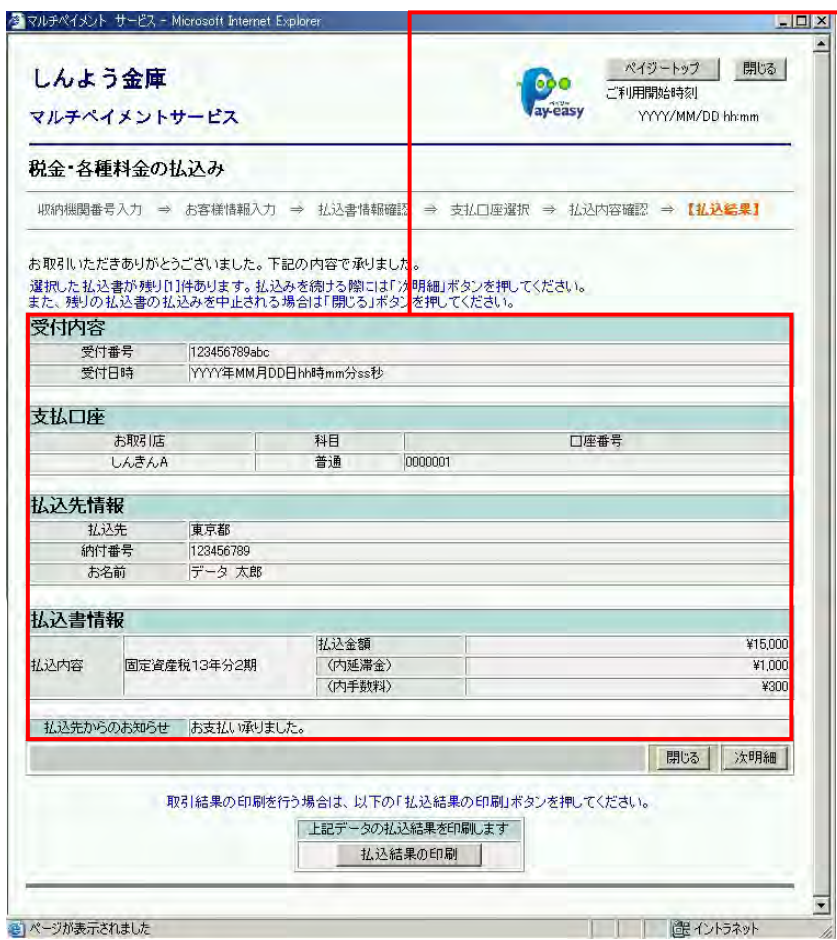 マルチペイメント サービス - Microsoft Internet Explorer
しんよう金庫
マルチペイメントサービス
ペイジー
Pay-easy
ペイジートップ 閉じる
ご利用開始時刻
YYYY/MM/DD hh:mm
税金・各種料金の払込み
収納機関番号入力 ⇒ お客様情報入力 ⇒ 払込書情報確認 ⇒ 支払口座選択 ⇒ 払込内容確認 ⇒ 【払込結果】
お取引いただきありがとうございました。下記の内容で承りました。
選択した払込書が残り[1]件あります。払込みを続ける際には「次明細」ボタンを押してください。
また、残りの払込書の払込みを中止される場合は「閉じる」ボタンを押してください。
受付内容
受付番号 123456789abc
受付日時 YYYY年MM月DD日hh時mm分ss秒
支払口座
お取引店 科目 口座番号
しんきんA 普通 0000001
払込先情報
払込先 東京都
納付番号 123456789
お名前 データ 太郎
払込書情報
払込内容 固定資産税13年分2期 払込金額 ¥15,000
(内延滞金) ¥1,000
(内手数料) ¥300
払込先からのお知らせ お支払い承りました。
閉じる 次明細
取引結果の印刷を行う場合は、以下の「払込結果の印刷」ボタンを押してください。
上記データの払込結果を印刷します
払込結果の印刷
ページが表示されました イントラネット